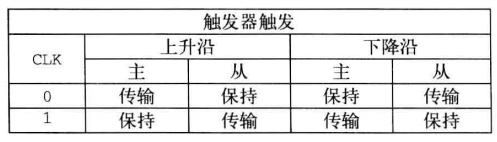 触发器触发
CLK 上升沿 下降沿
主 从 主 从
0 传输 保持 保持 传输
1 保持 传输 传输 保持